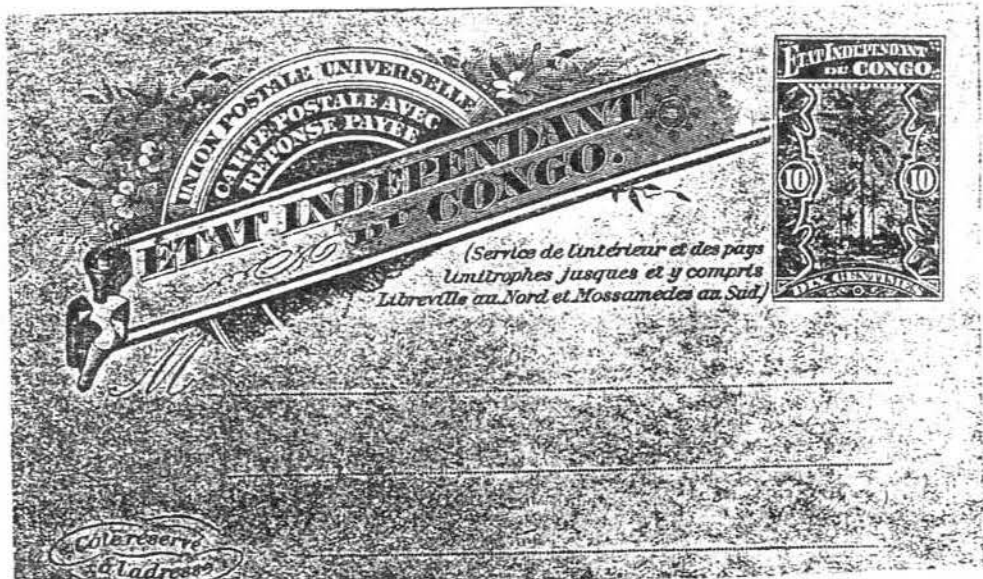 UNION POSTALE UNIVERSELLE
CARTE POSTALE AVEC
RÉPONSE PAYÉE
ÉTAT INDÉPENDANT
DU CONGO.
ÉTAT INDÉPENDANT
DU CONGO.
10 10
DIX CENTIMES
(Service de l'intérieur et des pays
limitrophes jusques et y compris
Libreville au Nord et Mossamedes au Sud.)
M
Côté réservé
à l'adresse